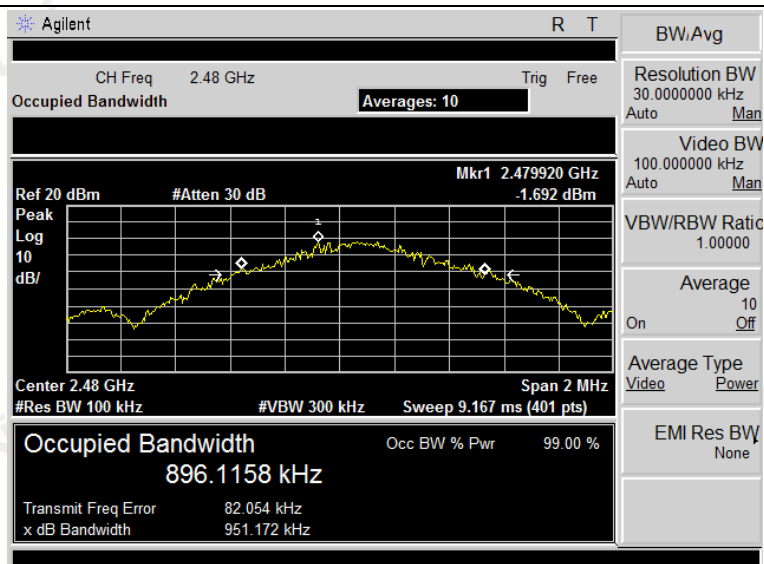 Agilent R T
CH Freq 2.48 GHz Trig Free
Occupied Bandwidth Averages: 10
Mkr1 2.479920 GHz
Ref 20 dBm #Atten 30 dB -1.692 dBm
Peak
Log
10
dB/
1
Center 2.48 GHz Span 2 MHz
#Res BW 100 kHz #VBW 300 kHz Sweep 9.167 ms (401 pts)
Occupied Bandwidth Occ BW % Pwr 99.00 %
896.1158 kHz
Transmit Freq Error 82.054 kHz
x dB Bandwidth 951.172 kHz
BW/Avg
Resolution BW
30.0000000 kHz
Auto Man
Video BW
100.000000 kHz
Auto Man
VBW/RBW Ratio
1.00000
Average
10
On Off
Average Type
Video Power
EMI Res BW
None